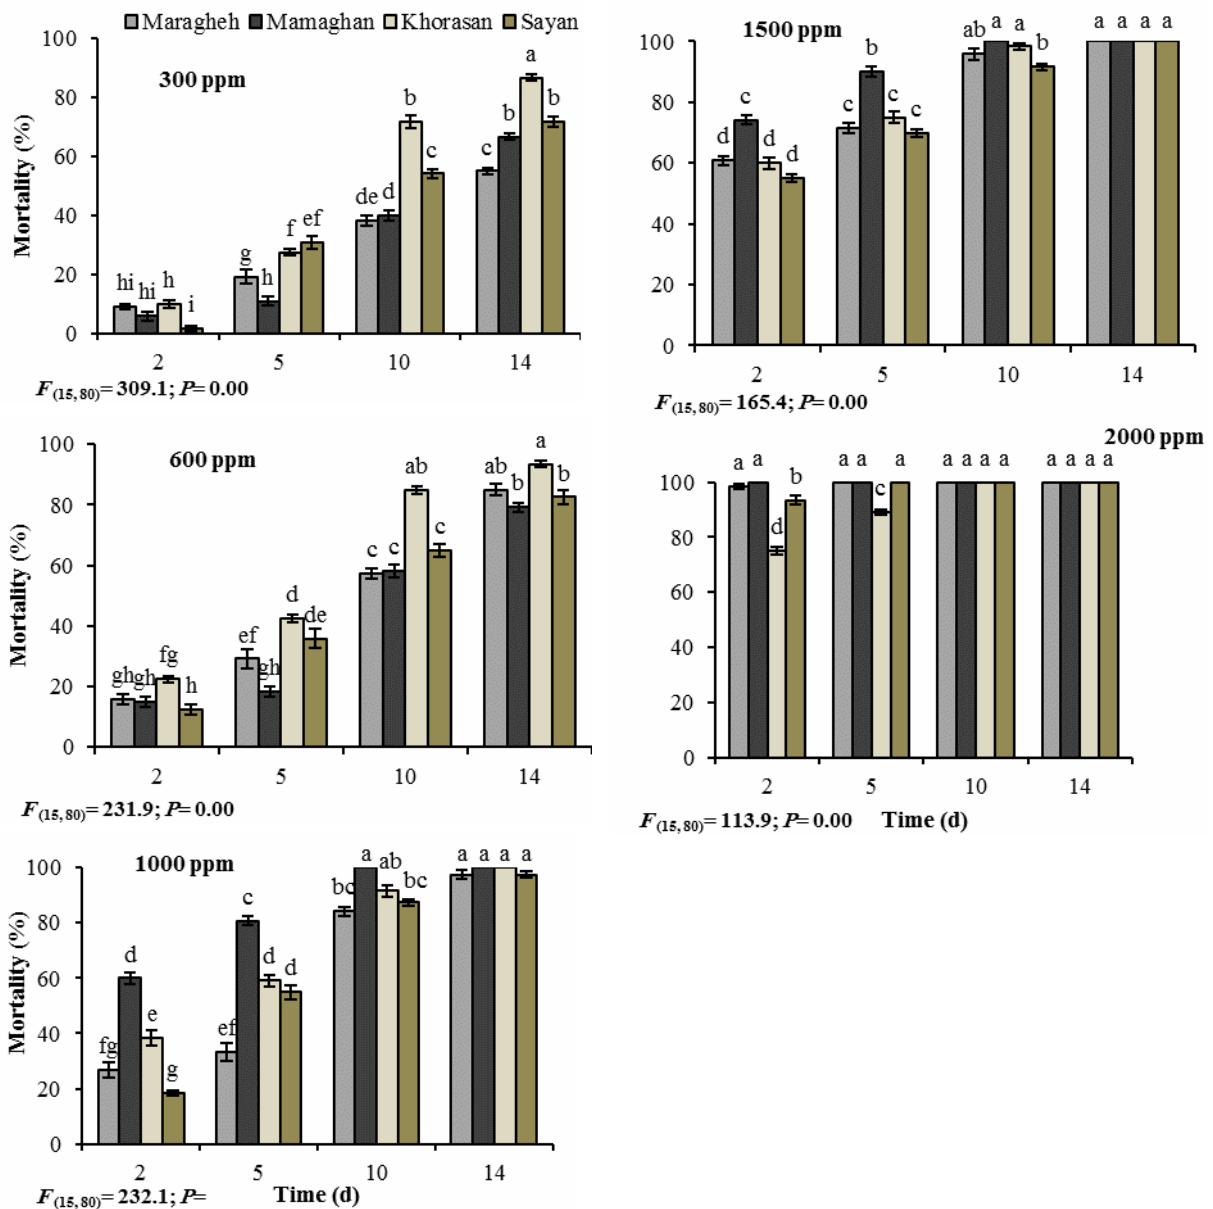 Maragheh Mamaghan Khorasan Sayan
300 ppm
Mortality (%)
100
80
60
40
20
0
hi hi h i
g h f ef
de d b c
c b a b
2 5 10 14
F(15, 80)= 309.1; P= 0.00
1500 ppm
100
80
60
40
20
0
d c d d
c b c c
ab a a b
a a a a
2 5 10 14
F(15, 80)= 165.4; P= 0.00
600 ppm
Mortality (%)
100
80
60
40
20
0
gh gh fg h
ef gh d de
c c ab c
ab b a b
2 5 10 14
F(15, 80)= 231.9; P= 0.00
2000 ppm
100
80
60
40
20
0
a a d b
a a c a
a a a a
a a a a
2 5 10 14
F(15, 80)= 113.9; P= 0.00 Time (d)
1000 ppm
Mortality (%)
100
80
60
40
20
0
fg d e g
ef c d d
bc a ab bc
a a a a
2 5 10 14
F(15, 80)= 232.1; P= Time (d)